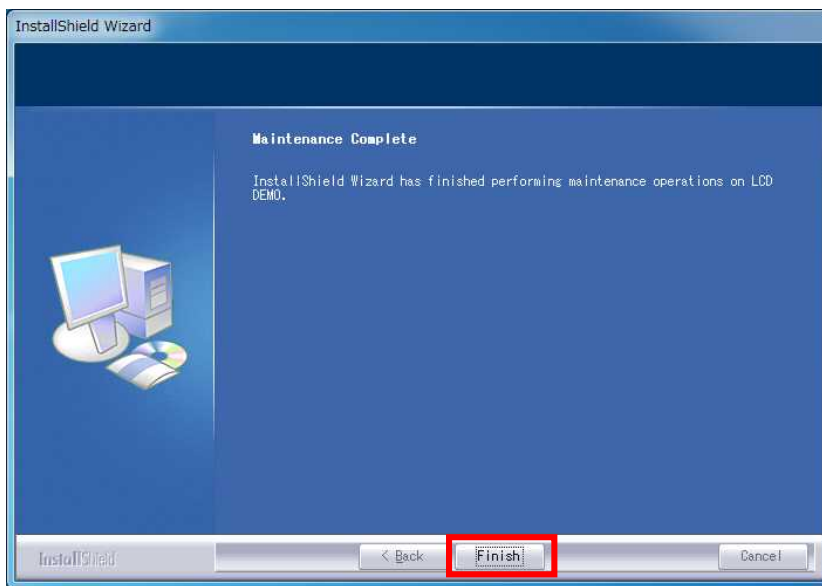 InstallShield Wizard
Maintenance Complete
InstallShield Wizard has finished performing maintenance operations on LCD
DEMO.
InstallShield
< Back
Finish
Cancel